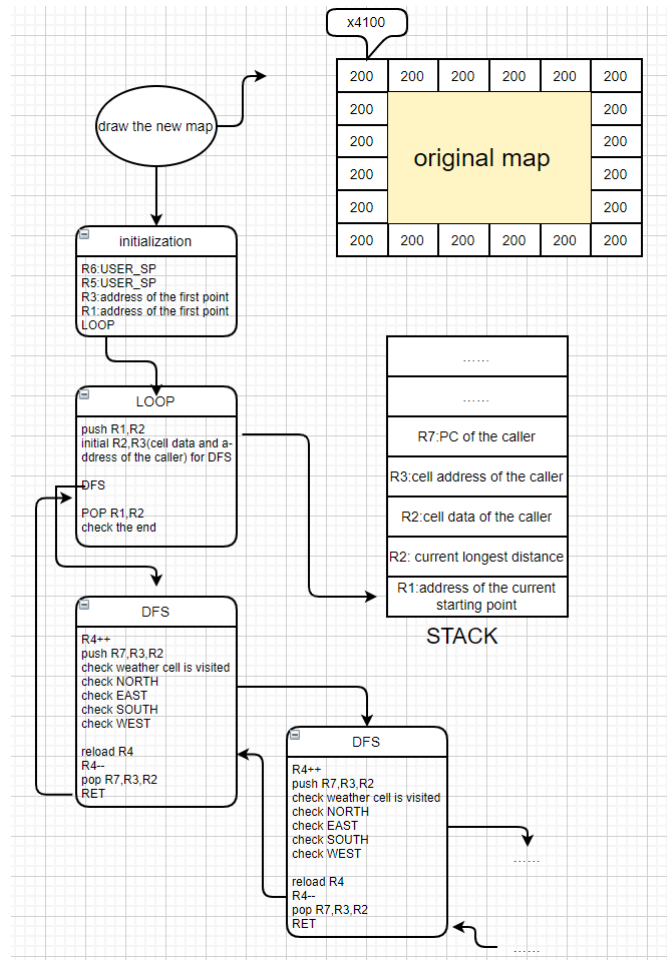 x4100
200 200 200 200 200 200
200 200
200 200
200 200
200 200
200 200 200 200 200 200
original map
draw the new map
initialization
R6:USER_SP
R5:USER_SP
R3:address of the first point
R1:address of the first point
LOOP
LOOP
push R1,R2
initial R2,R3(cell data and a-
ddress of the caller) for DFS
DFS
POP R1,R2
check the end
......
......
R7:PC of the caller
R3:cell address of the caller
R2:cell data of the caller
R2: current longest distance
R1:address of the current
starting point
STACK
DFS
R4++
push R7,R3,R2
check weather cell is visited
check NORTH
check EAST
check SOUTH
check WEST
reload R4
R4--
pop R7,R3,R2
RET
DFS
R4++
push R7,R3,R2
check weather cell is visited
check NORTH
check EAST
check SOUTH
check WEST
reload R4
R4--
pop R7,R3,R2
RET
......
......